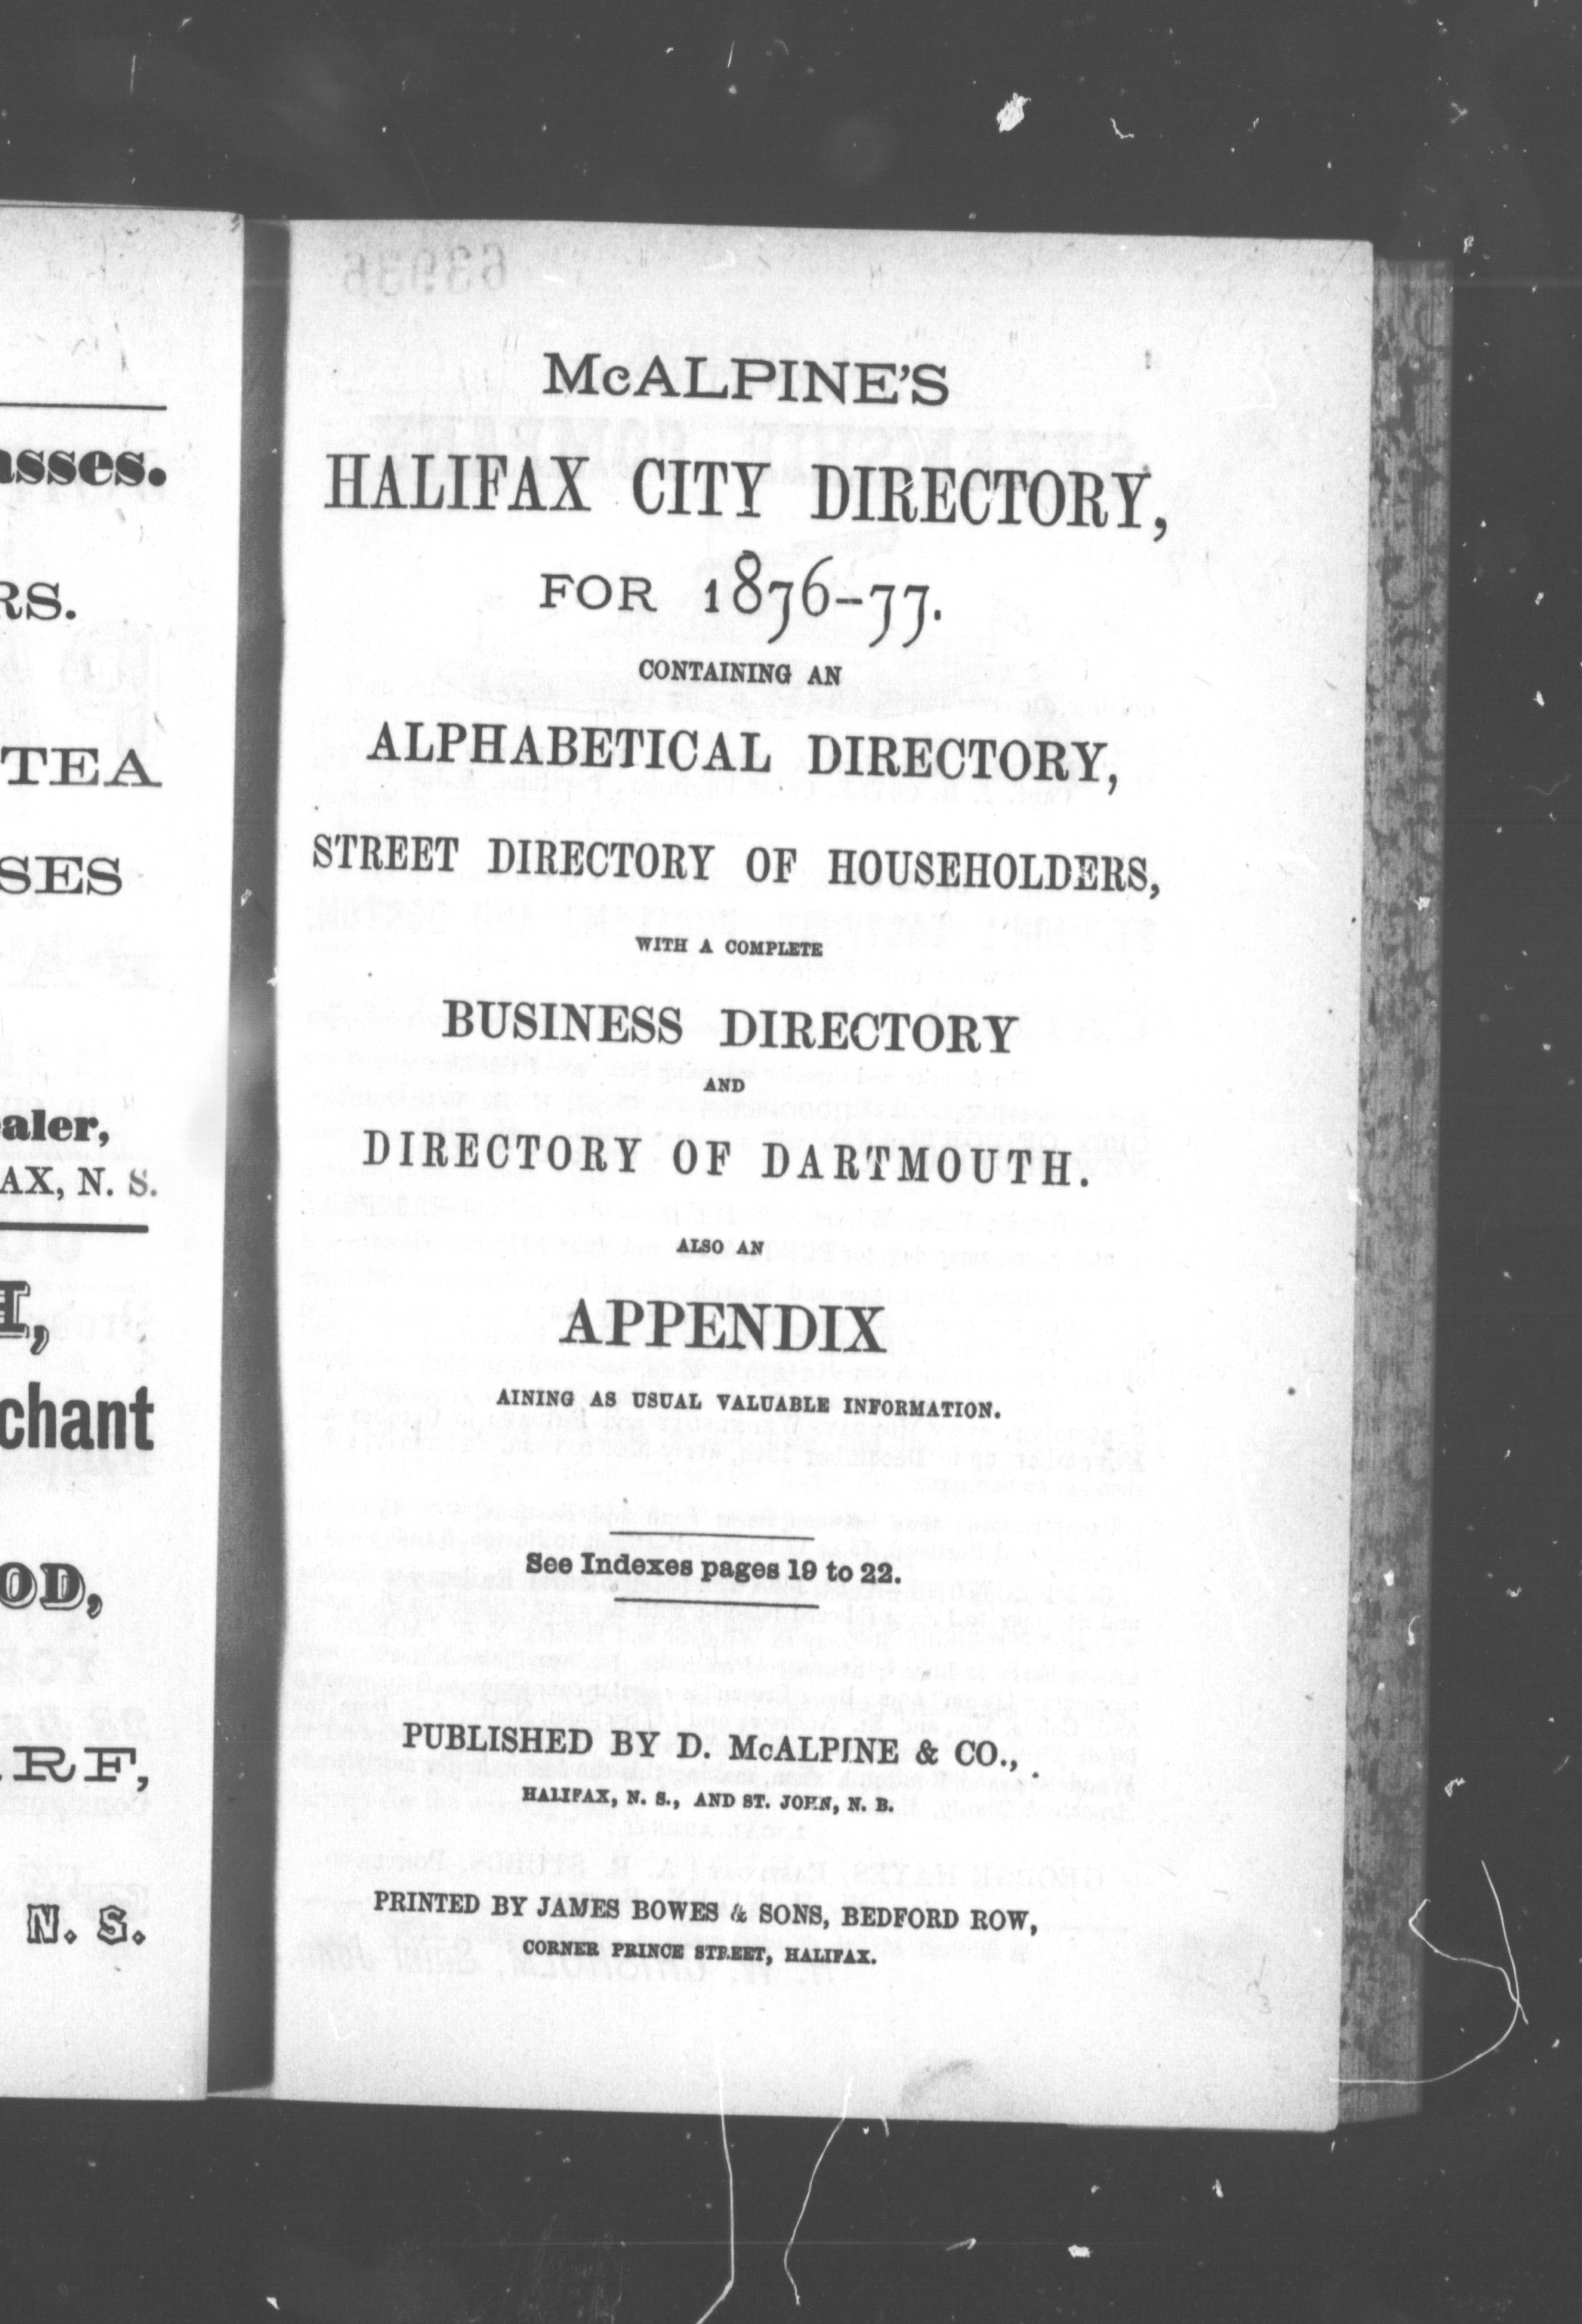 asses.
RS.
TEA
SES
aler,
AX, N. S.
H,
chant
OD,
RF,
N. S.
McALPINE'S
HALIFAX CITY DIRECTORY,
FOR 1876-77.
CONTAINING AN
ALPHABETICAL DIRECTORY,
STREET DIRECTORY OF HOUSEHOLDERS,
WITH A COMPLETE
BUSINESS DIRECTORY
AND
DIRECTORY OF DARTMOUTH.
ALSO AN
APPENDIX
AINING AS USUAL VALUABLE INFORMATION.
See Indexes pages 19 to 22.
PUBLISHED BY D. McALPINE & CO.,
HALIFAX, N. S., AND ST. JOHN, N. B.
PRINTED BY JAMES BOWES & SONS, BEDFORD ROW,
CORNER PRINCE STREET, HALIFAX.